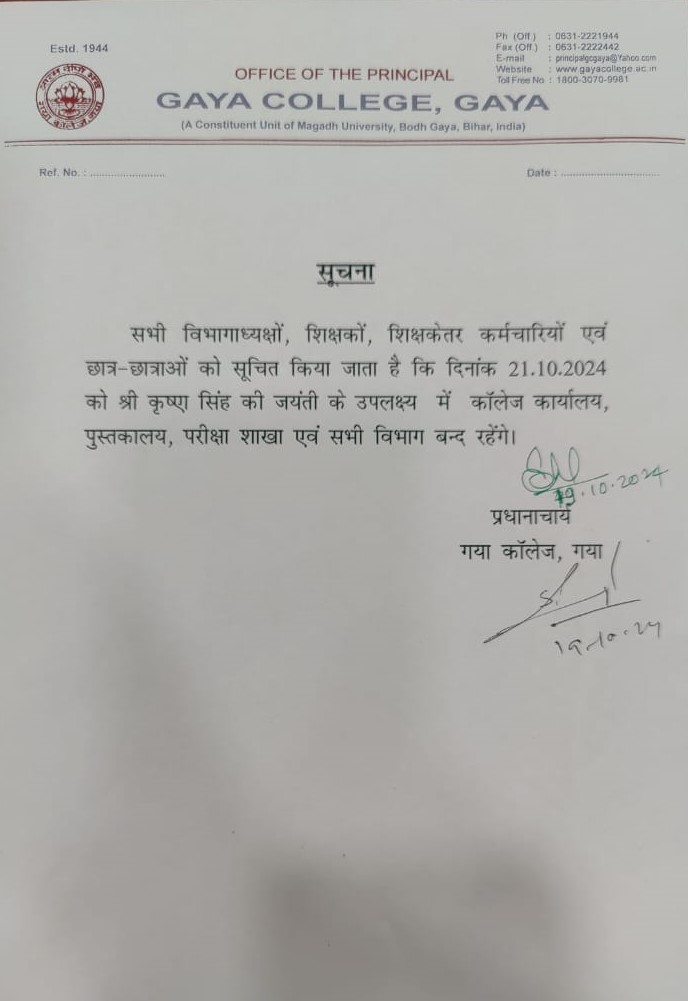 Estd. 1944
Ph (Off.) : 0631-2221944
Fax (Off.) : 0631-2222442
E-mail : principalgcgaya@Yahoo.com
Website : www.gayacollege.ac.in
Toll Free No : 1800-3070-9981
OFFICE OF THE PRINCIPAL
GAYA COLLEGE, GAYA
(A Constituent Unit of Magadh University, Bodh Gaya, Bihar, India)
Ref. No. : ........................
Date : ................................
सूचना
सभी विभागाध्यक्षों, शिक्षकों, शिक्षकेतर कर्मचारियों एवं
छात्र-छात्राओं को सूचित किया जाता है कि दिनांक 21.10.2024
को श्री कृष्ण सिंह की जयंती के उपलक्ष्य में कॉलेज कार्यालय,
पुस्तकालय, परीक्षा शाखा एवं सभी विभाग बन्द रहेंगे।
19.10.2024
प्रधानाचार्य
गया कॉलेज, गया
19.10.24